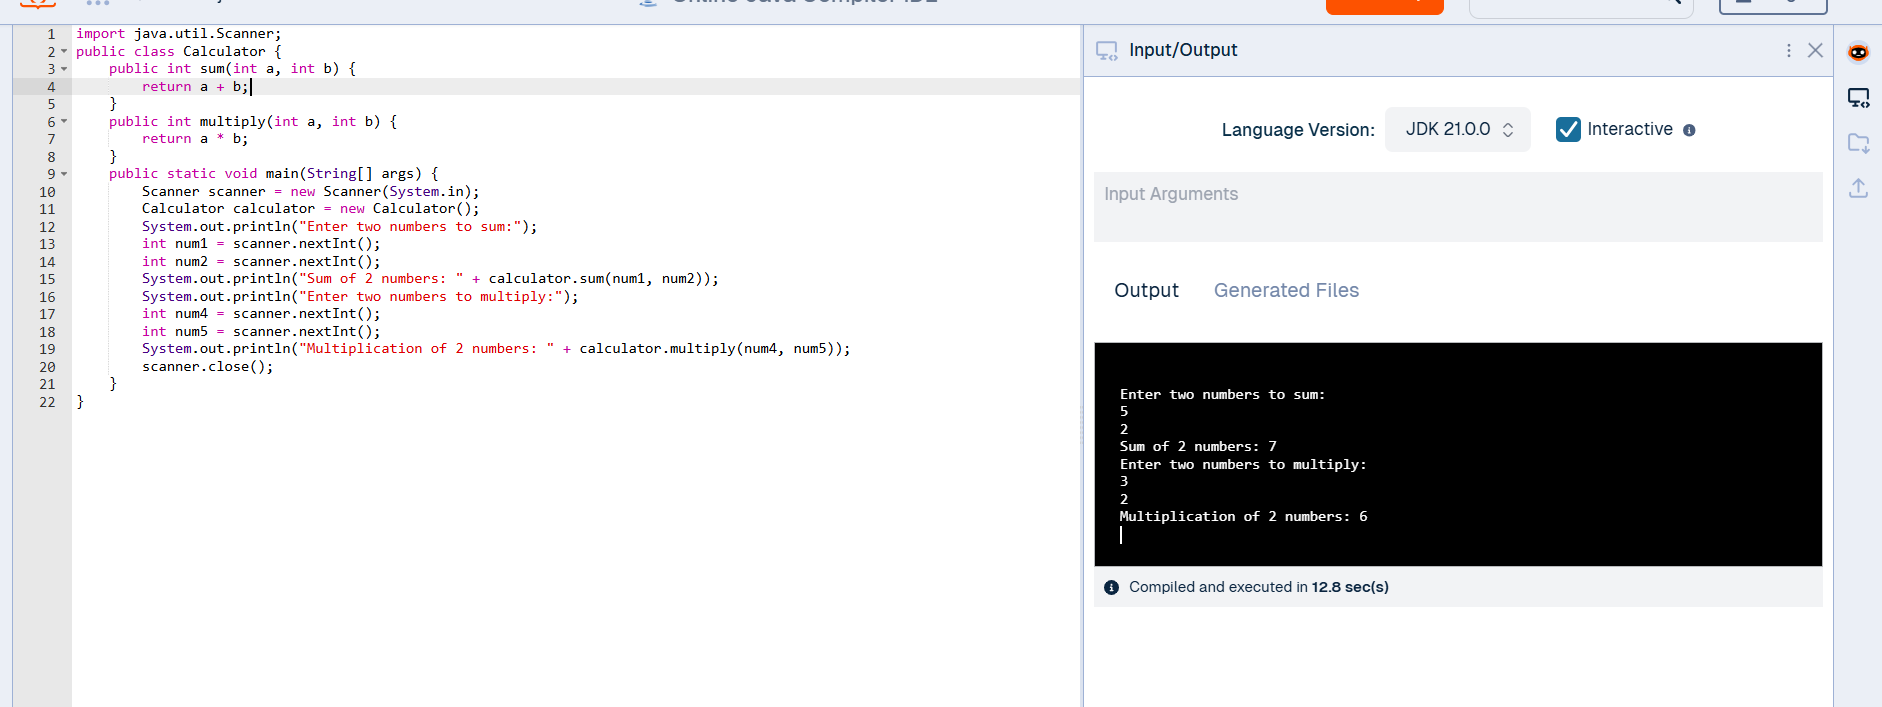 1 import java.util.Scanner;
2 public class Calculator {
3 public int sum(int a, int b) {
4 return a + b;
5 }
6 public int multiply(int a, int b) {
7 return a * b;
8 }
9 public static void main(String[] args) {
10 Scanner scanner = new Scanner(System.in);
11 Calculator calculator = new Calculator();
12 System.out.println("Enter two numbers to sum:");
13 int num1 = scanner.nextInt();
14 int num2 = scanner.nextInt();
15 System.out.println("Sum of 2 numbers: " + calculator.sum(num1, num2));
16 System.out.println("Enter two numbers to multiply:");
17 int num4 = scanner.nextInt();
18 int num5 = scanner.nextInt();
19 System.out.println("Multiplication of 2 numbers: " + calculator.multiply(num4, num5));
20 scanner.close();
21 }
22 }
Input/Output
Language Version: JDK 21.0.0 Interactive
Input Arguments
Output Generated Files
Enter two numbers to sum:
5
2
Sum of 2 numbers: 7
Enter two numbers to multiply:
3
2
Multiplication of 2 numbers: 6
Compiled and executed in 12.8 sec(s)